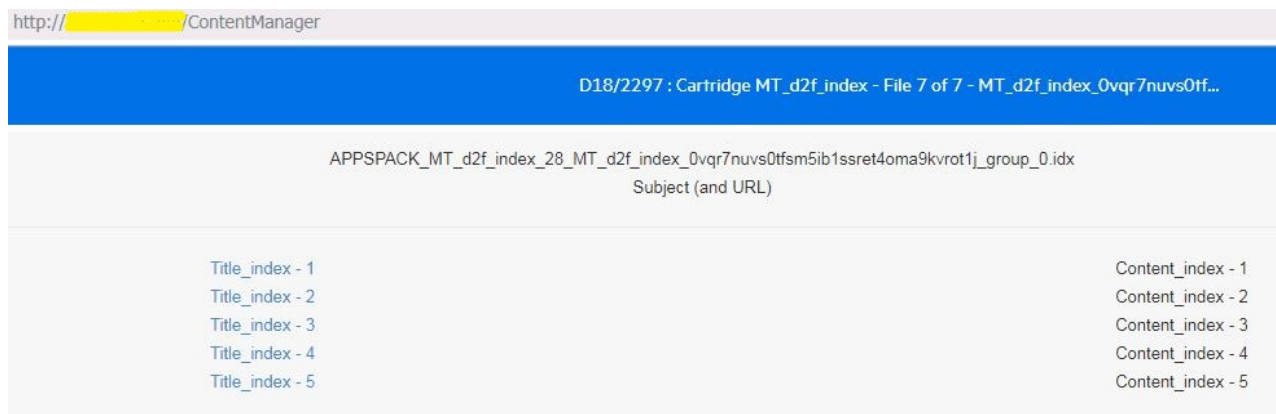 http:// /ContentManager
D18/2297 : Cartridge MT_d2f_index - File 7 of 7 - MT_d2f_index_0vqr7nuvs0tf...
APPSPACK_MT_d2f_index_28_MT_d2f_index_0vqr7nuvs0tfsm5ib1ssret4oma9kvrot1j_group_0.idx
Subject (and URL)
Title_index - 1 Content_index - 1
Title_index - 2 Content_index - 2
Title_index - 3 Content_index - 3
Title_index - 4 Content_index - 4
Title_index - 5 Content_index - 5